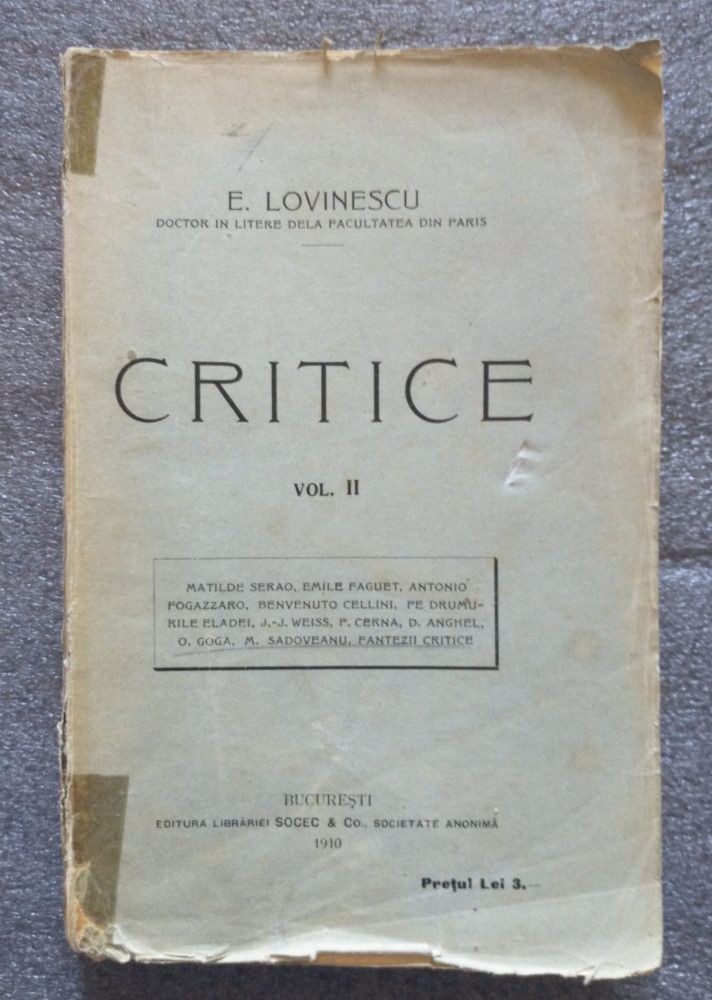 E. LOVINESCU
DOCTOR IN LITERE DELA FACULTATEA DIN PARIS
CRITICE
VOL. II
MATILDE SERAO, EMILE FAGUET, ANTONIO
FOGAZZARO, BENVENUTO CELLINI, PE DRUMU-
RILE ELADEI, J.-J. WEISS, P. CERNA, D. ANGHEL,
O. GOGA, M. SADOVEANU, FANTEZII CRITICE
BUCUREȘTI
EDITURA LIBRĂRIEI SOCEC & Co., SOCIETATE ANONIMĂ
1910
Prețul Lei 3.—